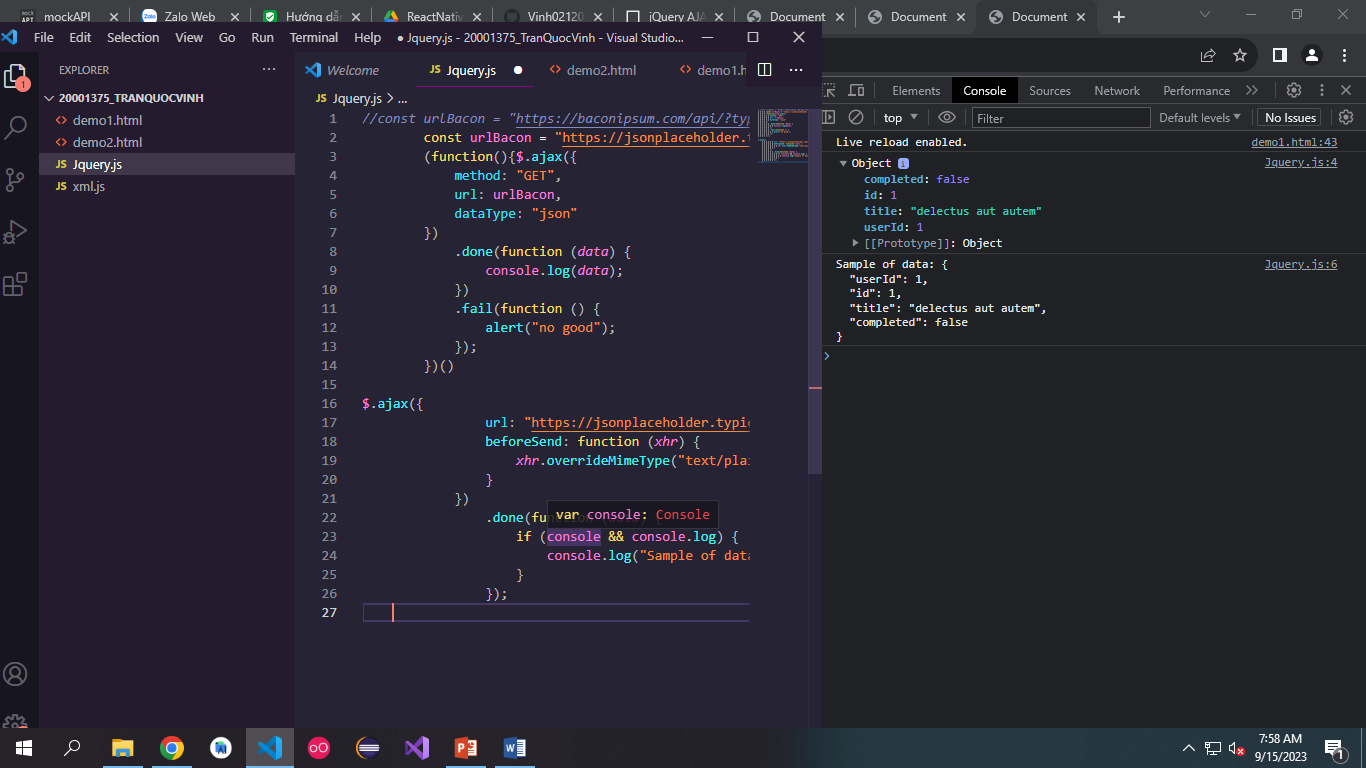 mockAPI
Zalo Web
Hướng dẫn
ReactNativ
Vinh02120
jQuery AJA
Document
Document
Document
File Edit Selection View Go Run Terminal Help
● Jquery.js - 20001375_TranQuocVinh - Visual Studio...
EXPLORER
20001375_TRANQUOCVINH
demo1.html
demo2.html
Jquery.js
xml.js
1
Welcome
Jquery.js
demo2.html
demo1.h
Jquery.js > ...
1 //const urlBacon = "https://baconipsum.com/api/?typ
2 const urlBacon = "https://jsonplaceholder.t
3 (function(){$.ajax({
4 method: "GET",
5 url: urlBacon,
6 dataType: "json"
7 })
8 .done(function (data) {
9 console.log(data);
10 })
11 .fail(function () {
12 alert("no good");
13 });
14 })()
15
16 $.ajax({
17 url: "https://jsonplaceholder.typic
18 beforeSend: function (xhr) {
19 xhr.overrideMimeType("text/plai
20 }
21 })
22 .done(fu
var console: Console
23 if (console && console.log) {
24 console.log("Sample of data
25 }
26 });
27
Elements Console Sources Network Performance
top
Filter
Default levels
No Issues
Live reload enabled. demo1.html:43
Object Jquery.js:4
completed: false
id: 1
title: "delectus aut autem"
userId: 1
[[Prototype]]: Object
Sample of data: { Jquery.js:6
"userId": 1,
"id": 1,
"title": "delectus aut autem",
"completed": false
}
7:58 AM
9/15/2023
1